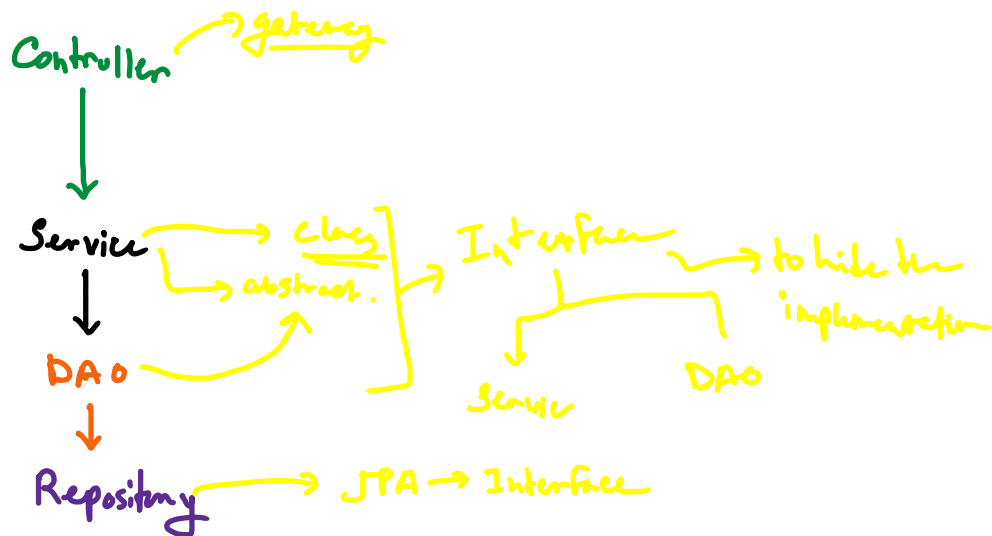 gateway
Controller
Service
class
Interface
to hide the
abstract.
implementation
DAO
DAO
Service
Repository
JPA
Interface